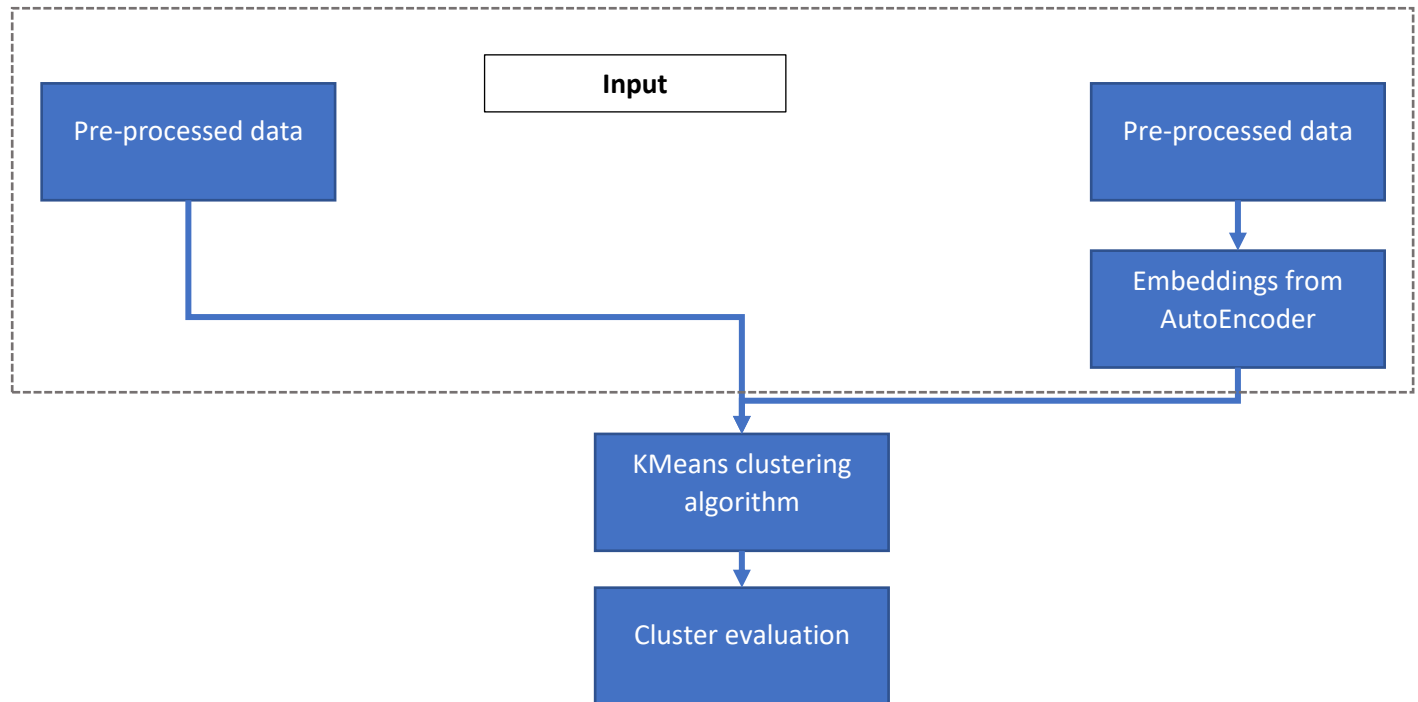 Input
Pre-processed data
Pre-processed data
Embeddings from
AutoEncoder
KMeans clustering
algorithm
Cluster evaluation